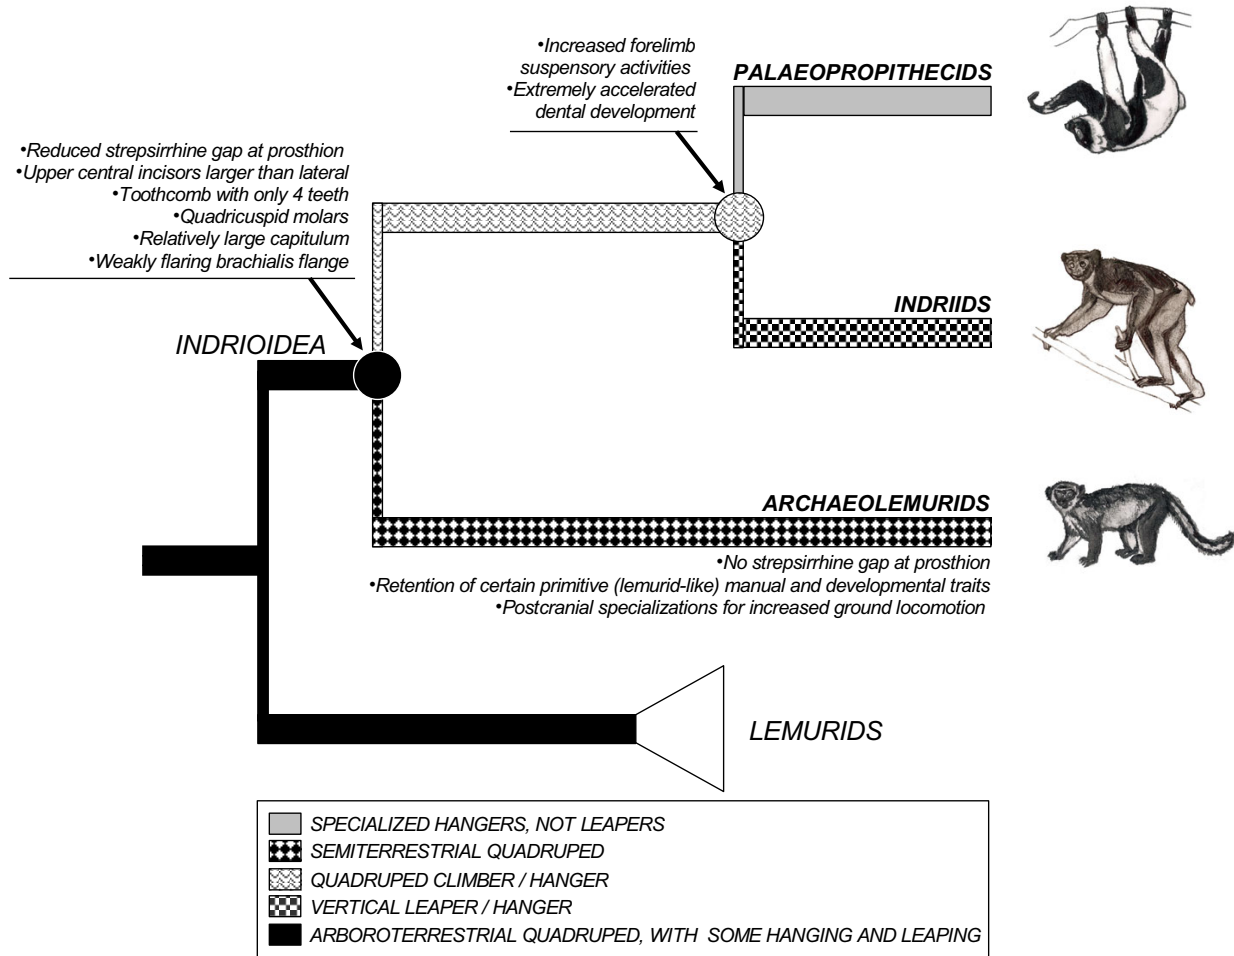 •Increased forelimb
suspensory activities
•Extremely accelerated
dental development
PALAEOPROPITHECIDS
•Reduced strepsirrhine gap at prosthion
•Upper central incisors larger than lateral
•Toothcomb with only 4 teeth
•Quadricuspid molars
•Relatively large capitulum
•Weakly flaring brachialis flange
INDRIIDS
INDRIOIDEA
ARCHAEOLEMURIDS
•No strepsirrhine gap at prosthion
•Retention of certain primitive (lemurid-like) manual and developmental traits
•Postcranial specializations for increased ground locomotion
LEMURIDS
SPECIALIZED HANGERS, NOT LEAPERS
SEMITERRESTRIAL QUADRUPED
QUADRUPED CLIMBER / HANGER
VERTICAL LEAPER / HANGER
ARBOROTERRESTRIAL QUADRUPED, WITH SOME HANGING AND LEAPING